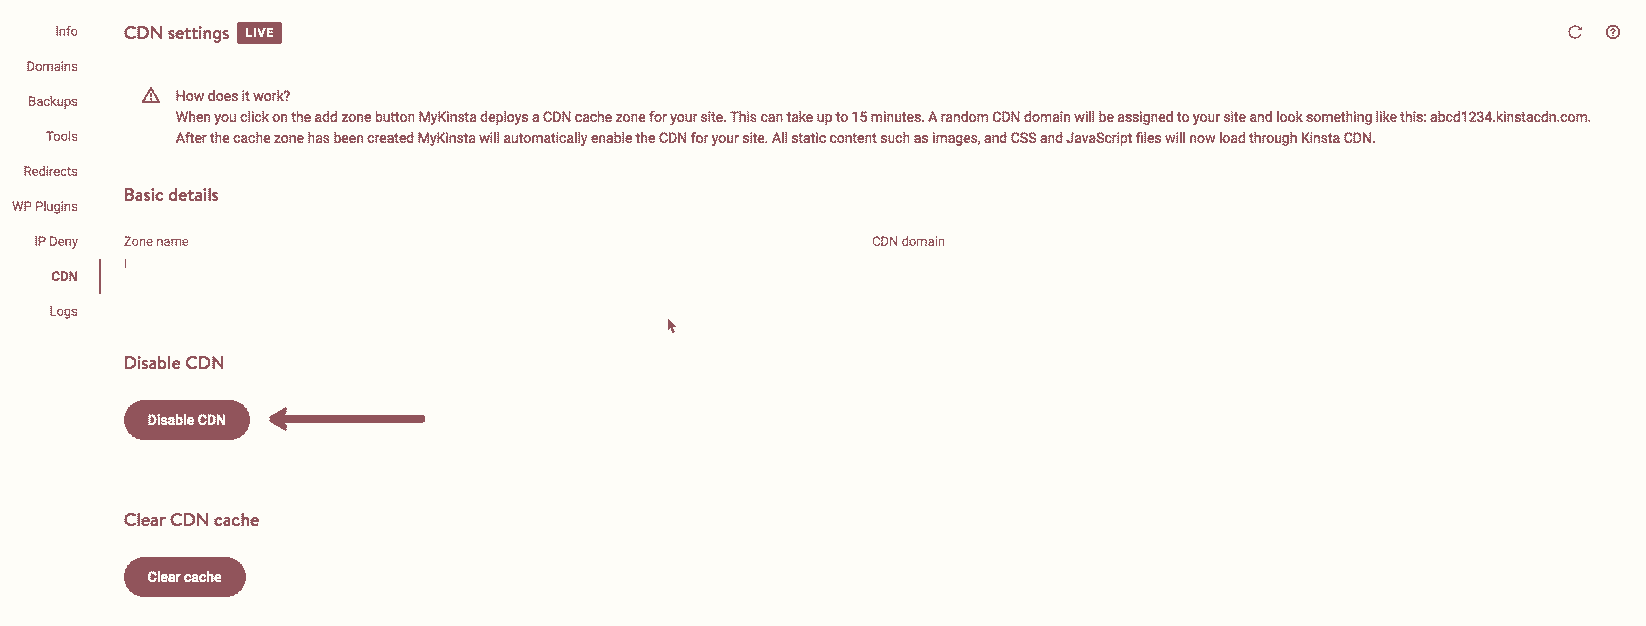 Info
Domains
Backups
Tools
Redirects
WP Plugins
IP Deny
CDN
Logs
CDN settings LIVE
How does it work?
When you click on the add zone button MyKinsta deploys a CDN cache zone for your site. This can take up to 15 minutes. A random CDN domain will be assigned to your site and look something like this: abcd1234.kinstacdn.com.
After the cache zone has been created MyKinsta will automatically enable the CDN for your site. All static content such as images, and CSS and JavaScript files will now load through Kinsta CDN.
Basic details
Zone name
CDN domain
Disable CDN
Disable CDN
Clear CDN cache
Clear cache